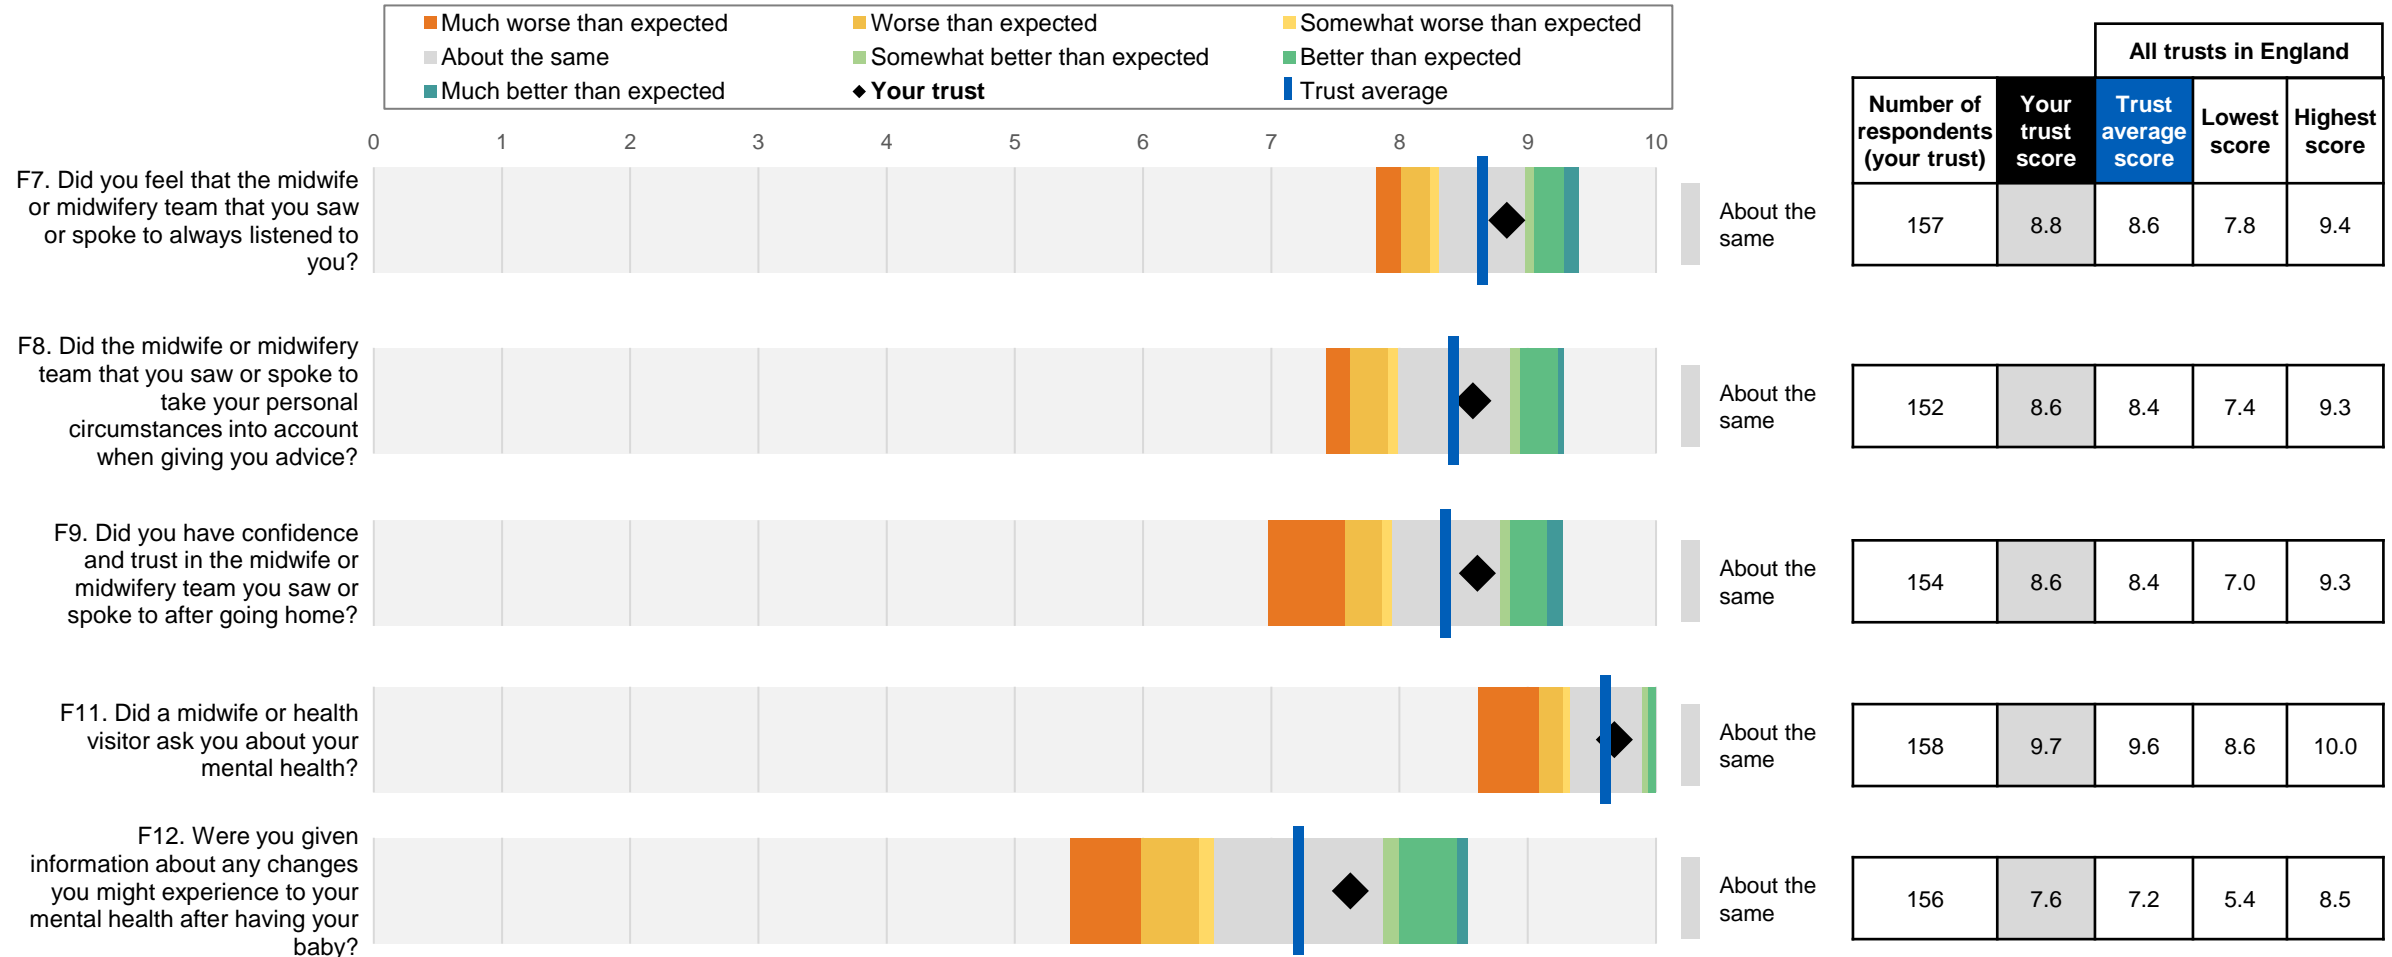 Much worse than expected
Worse than expected
Somewhat worse than expected
About the same
Somewhat better than expected
Better than expected
Much better than expected
Your trust
Trust average
All trusts in England
Number of
respondents
(your trust)
Your
trust
score
Trust
average
score
Lowest
score
Highest
score
0 1 2 3 4 5 6 7 8 9 10
F7. Did you feel that the midwife
or midwifery team that you saw
or spoke to always listened to
you?
About the
same
157 8.8 8.6 7.8 9.4
F8. Did the midwife or midwifery
team that you saw or spoke to
take your personal
circumstances into account
when giving you advice?
About the
same
152 8.6 8.4 7.4 9.3
F9. Did you have confidence
and trust in the midwife or
midwifery team you saw or
spoke to after going home?
About the
same
154 8.6 8.4 7.0 9.3
F11. Did a midwife or health
visitor ask you about your
mental health?
About the
same
158 9.7 9.6 8.6 10.0
F12. Were you given
information about any changes
you might experience to your
mental health after having your
baby?
About the
same
156 7.6 7.2 5.4 8.5